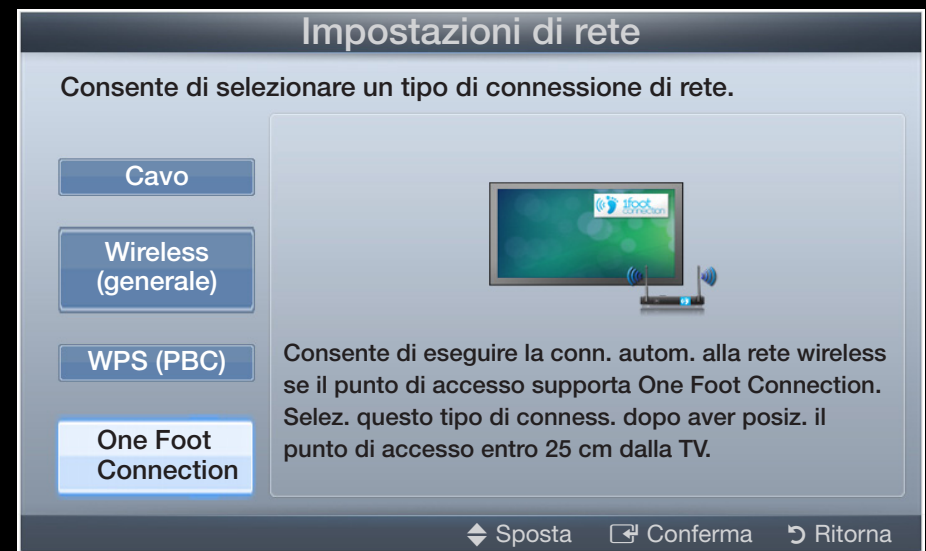 Impostazioni di rete
Consente di selezionare un tipo di connessione di rete.
Cavo
Wireless
(generale)
WPS (PBC)
One Foot
Connection
1foot
connection
Consente di eseguire la conn. autom. alla rete wireless
se il punto di accesso supporta One Foot Connection.
Selez. questo tipo di conness. dopo aver posiz. il
punto di accesso entro 25 cm dalla TV.
Sposta Conferma Ritorna